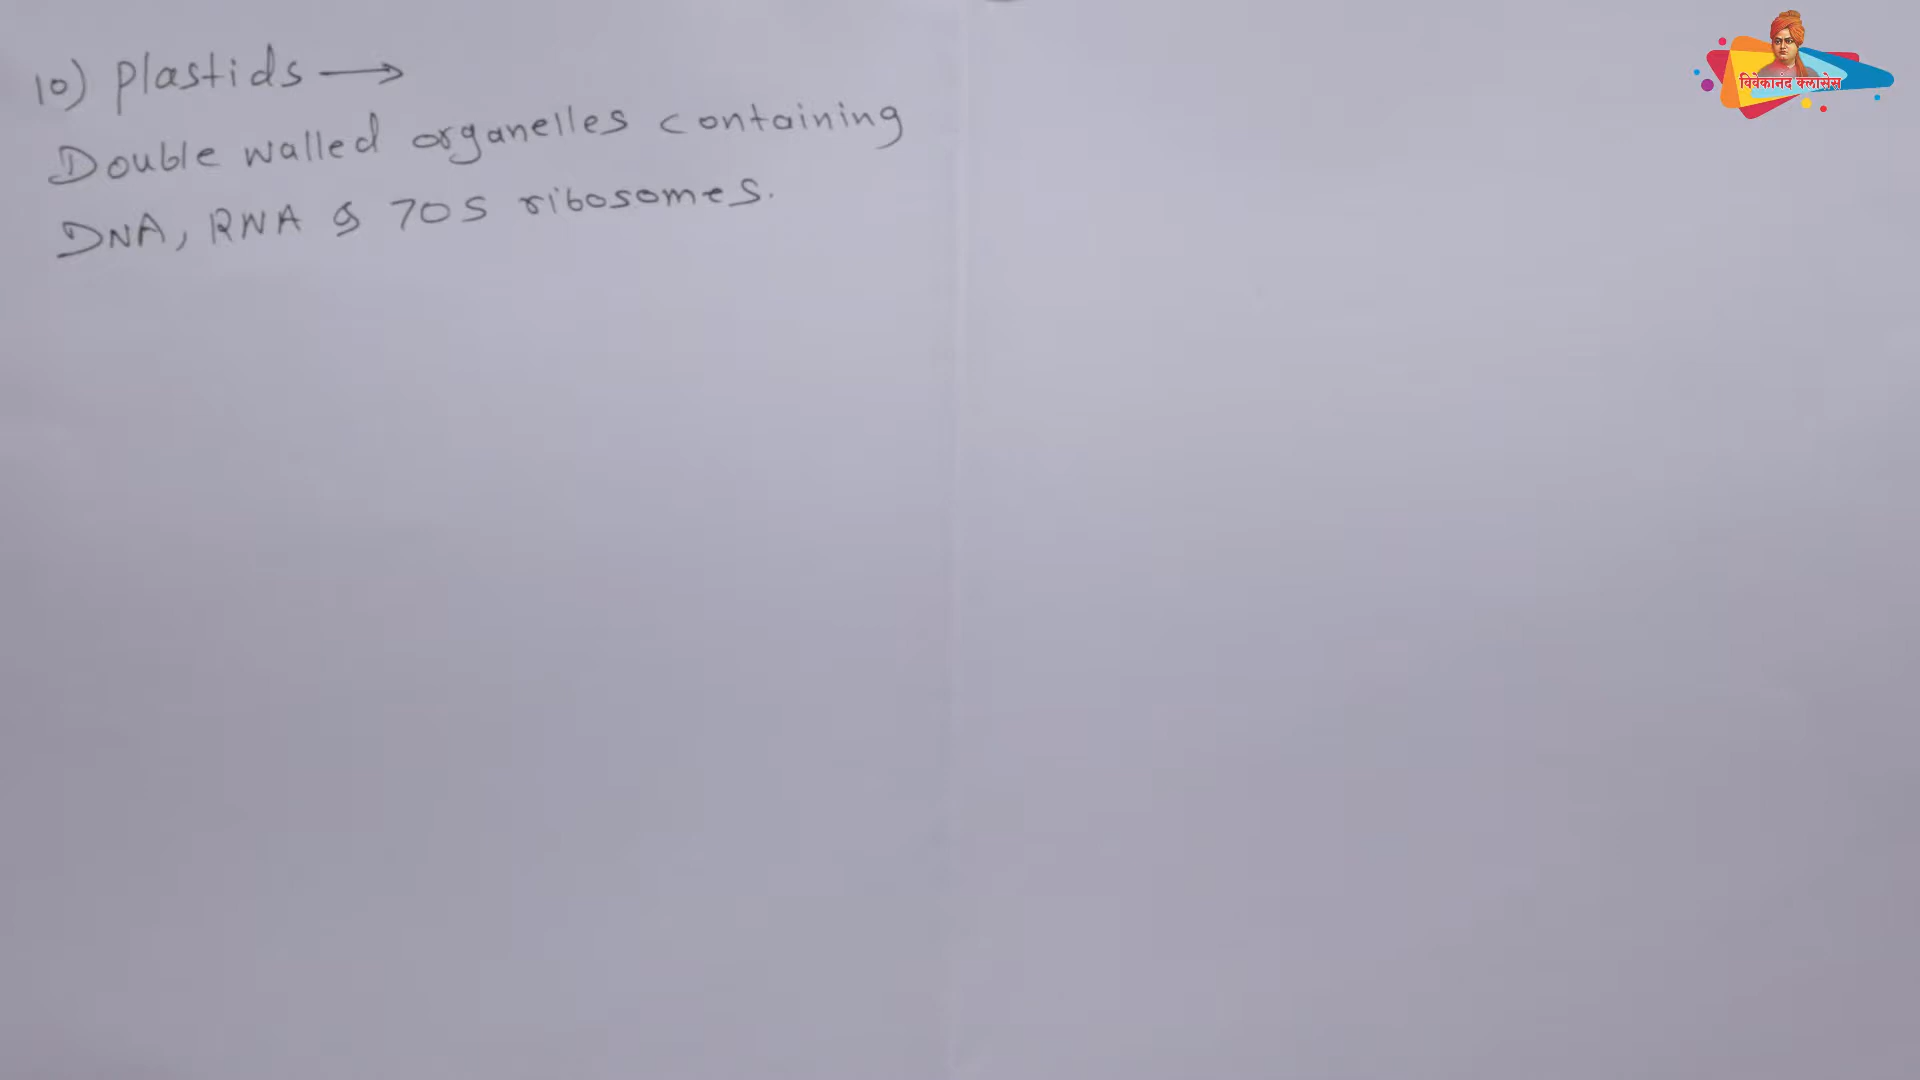 10) Plastids →
Double walled organelles containing
DNA, RNA & 70S ribosomes.
विवेकानंद क्लासेस